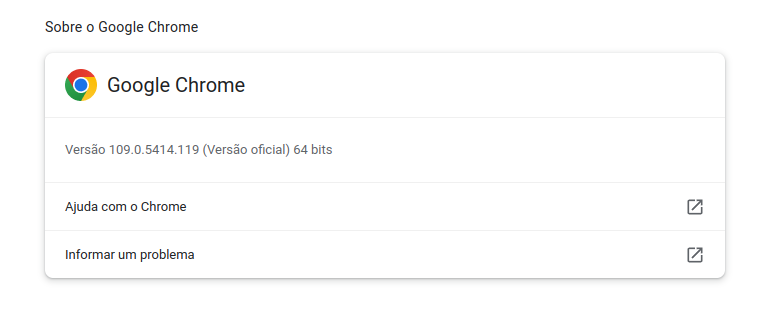 Sobre o Google Chrome
Google Chrome
Versão 109.0.5414.119 (Versão oficial) 64 bits
Ajuda com o Chrome
Informar um problema